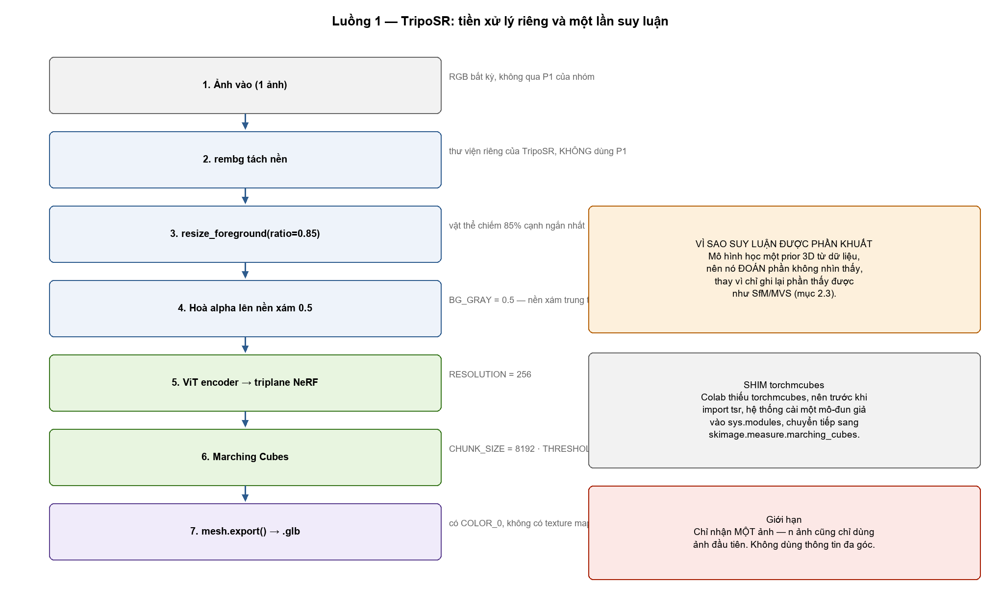 Luồng 1 — TripoSR: tiền xử lý riêng và một lần suy luận
1. Ảnh vào (1 ảnh)
RGB bất kỳ, không qua P1 của nhóm
2. rembg tách nền
thư viện riêng của TripoSR, KHÔNG dùng P1
3. resize_foreground(ratio=0.85)
vật thể chiếm 85% cạnh ngắn nhất
4. Hoà alpha lên nền xám 0.5
BG_GRAY = 0.5 — nền xám trung
5. ViT encoder → triplane NeRF
RESOLUTION = 256
6. Marching Cubes
CHUNK_SIZE = 8192 · THRESHOL
7. mesh.export() → .glb
có COLOR_0, không có texture map
VÌ SAO SUY LUẬN ĐƯỢC PHẦN KHUẤT
Mô hình học một prior 3D từ dữ liệu,
nên nó ĐOÁN phần không nhìn thấy,
thay vì chỉ ghi lại phần thấy được
như SfM/MVS (mục 2.3).
SHIM torchmcubes
Colab thiếu torchmcubes, nên trước khi
import tsr, hệ thống cài một mô-đun giả
vào sys.modules, chuyển tiếp sang
skimage.measure.marching_cubes.
Giới hạn
Chỉ nhận MỘT ảnh — n ảnh cũng chỉ dùng
ảnh đầu tiên. Không dùng thông tin đa góc.